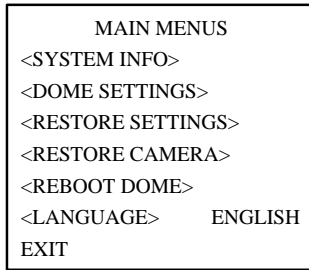 MAIN MENUS
<SYSTEM INFO>
<DOME SETTINGS>
<RESTORE SETTINGS>
<RESTORE CAMERA>
<REBOOT DOME>
<LANGUAGE> ENGLISH
EXIT